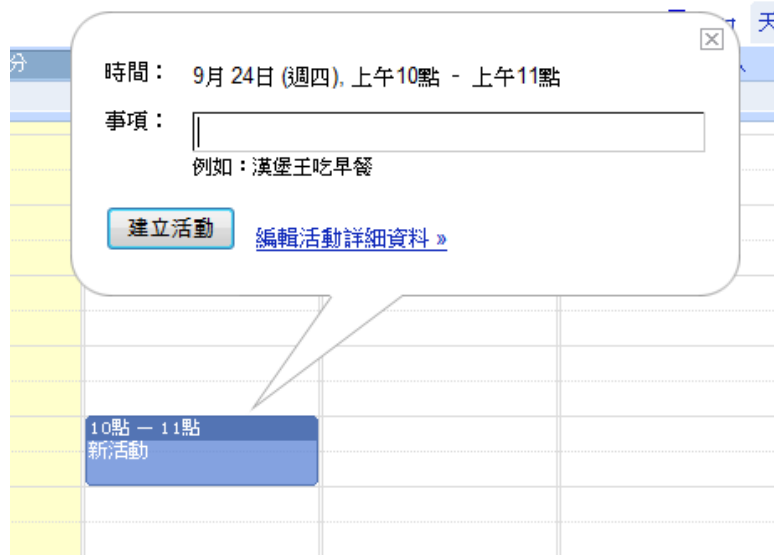 天
分
時間： 9月 24日 (週四), 上午10點 - 上午11點
事項：
例如：漢堡王吃早餐
建立活動 編輯活動詳細資料 »
10點 — 11點
新活動